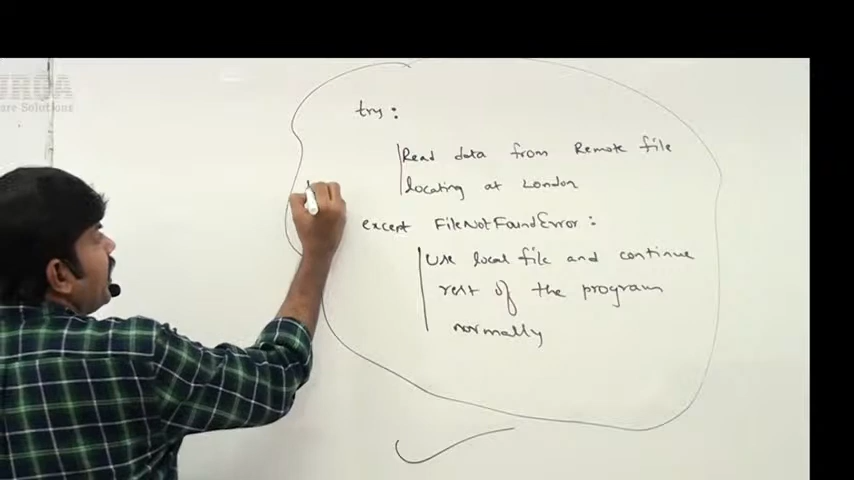 try:
Read data from Remote file
locating at London
except FileNotFoundError:
Use local file and continue
rest of the program
normally